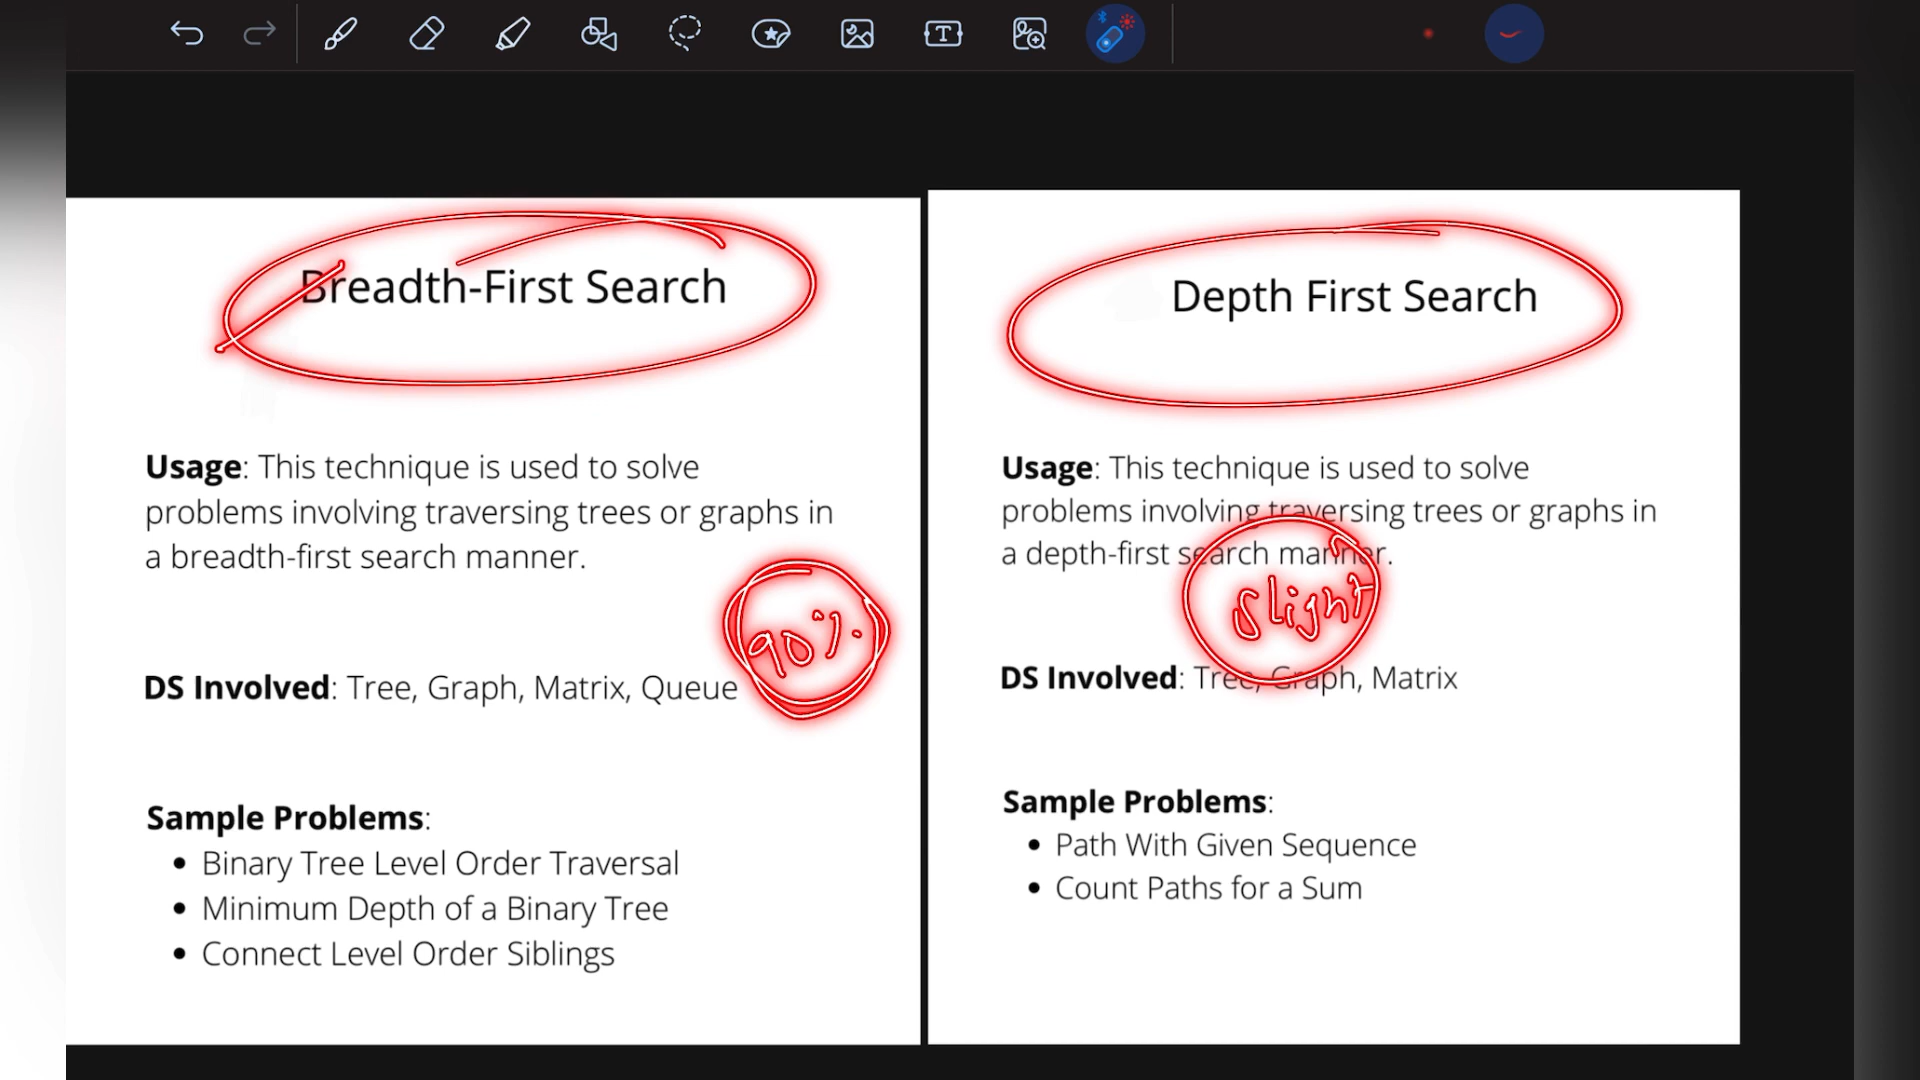 Breadth-First Search
Usage: This technique is used to solve
problems involving traversing trees or graphs in
a breadth-first search manner.
90%.
DS Involved: Tree, Graph, Matrix, Queue
Sample Problems:
• Binary Tree Level Order Traversal
• Minimum Depth of a Binary Tree
• Connect Level Order Siblings
Depth First Search
Usage: This technique is used to solve
problems involving traversing trees or graphs in
a depth-first search manner.
Slight
DS Involved: Tree, Graph, Matrix
Sample Problems:
• Path With Given Sequence
• Count Paths for a Sum